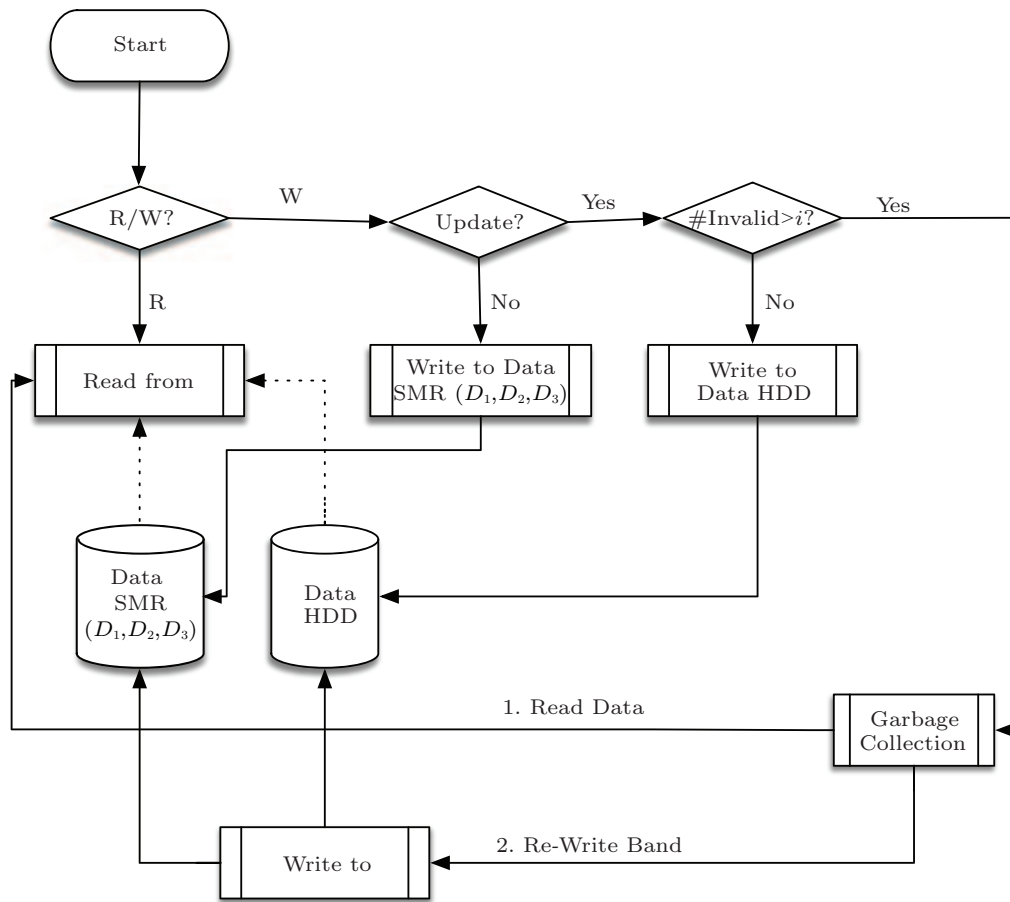 Start
R/W?
W
Update?
Yes
#Invalid>i?
Yes
R
No
No
Read from
Write to Data
SMR (D₁,D₂,D₃)
Write to
Data HDD
Data
SMR
(D₁,D₂,D₃)
Data
HDD
1. Read Data
Garbage
Collection
2. Re-Write Band
Write to